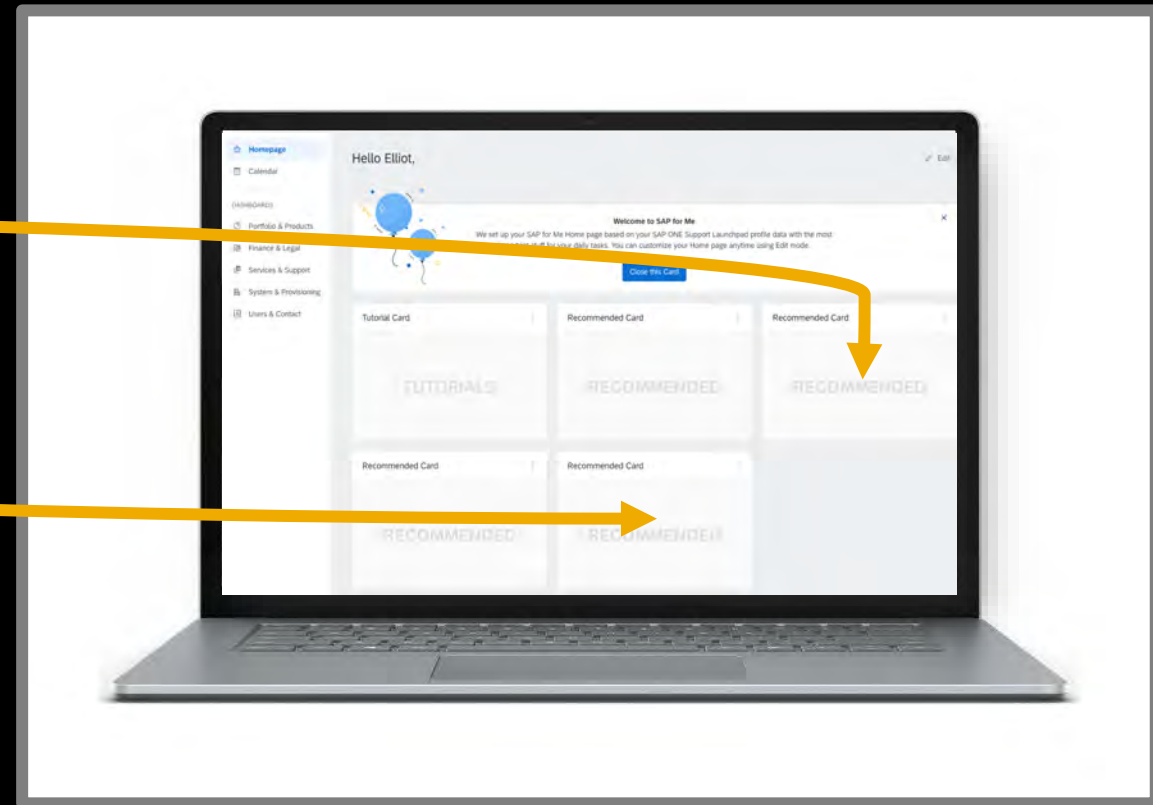 Homepage
Calendar
DASHBOARDS
Portfolio & Products
Finance & Legal
Services & Support
System & Provisioning
Users & Contact
Hello Elliot,
Edit
Welcome to SAP for Me
We set up your SAP for Me Home page based on your SAP ONE Support Launchpad profile data with the most
for your daily tasks. You can customize your Home page anytime using Edit mode.
Close this Card
Tutorial Card
TUTORIALS
Recommended Card
RECOMMENDED
Recommended Card
RECOMMENDED
Recommended Card
RECOMMENDED
Recommended Card
RECOMMENDED